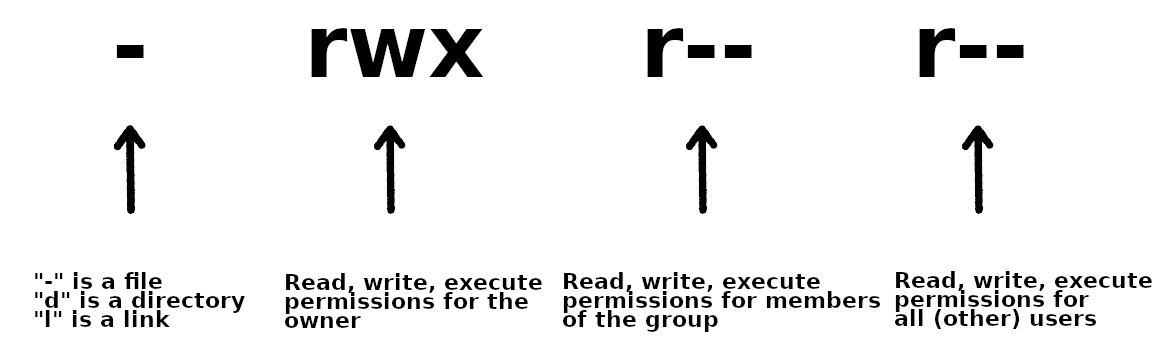 - rwx r-- r--
"-" is a file
"d" is a directory
"l" is a link
Read, write, execute
permissions for the
owner
Read, write, execute
permissions for members
of the group
Read, write, execute
permissions for
all (other) users